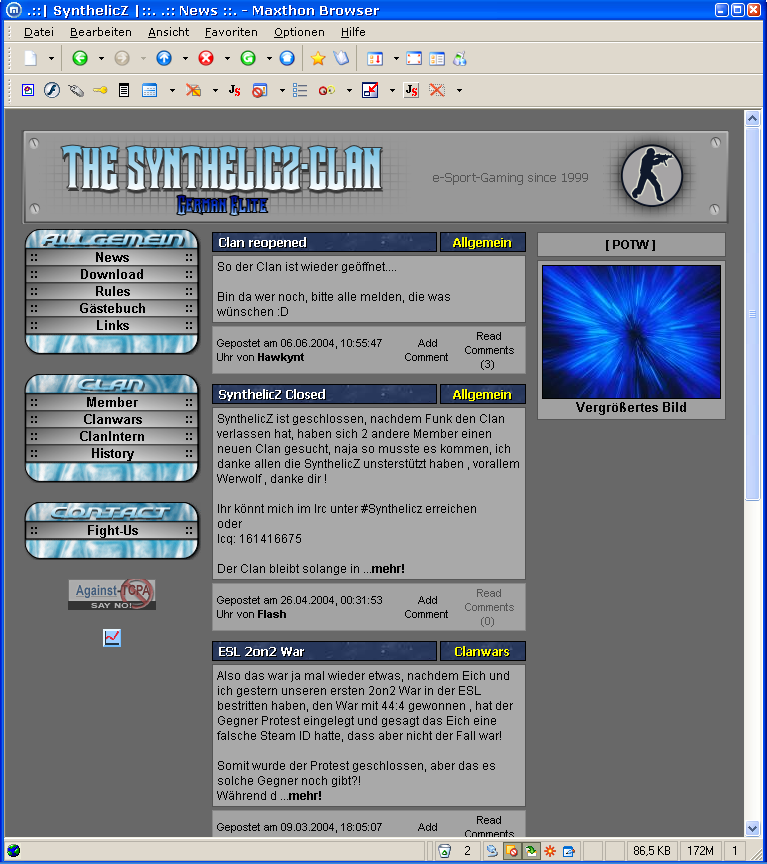 .::| SynthelicZ |::. .:: News ::. - Maxthon Browser
Datei Bearbeiten Ansicht Favoriten Optionen Hilfe
THE SYNTHELICZ-CLAN
GERMAN ELITE
e-Sport-Gaming since 1999
ALLGEMEIN
:: News ::
:: Download ::
:: Rules ::
:: Gästebuch ::
:: Links ::
CLAN
:: Member ::
:: Clanwars ::
:: ClanIntern ::
:: History ::
CONTACT
:: Fight-Us ::
Against-TCPA
SAY NO!
Clan reopened Allgemein
So der Clan ist wieder geöffnet....
Bin da wer noch, bitte alle melden, die was
wünschen :D
Gepostet am 06.06.2004, 10:55:47
Uhr von Hawkynt
Add
Comment
Read
Comments
(3)
SynthelicZ Closed Allgemein
SynthelicZ ist geschlossen, nachdem Funk den Clan
verlassen hat, haben sich 2 andere Member einen
neuen Clan gesucht, naja so musste es kommen, ich
danke allen die SynthelicZ unsterstützt haben , vorallem
Werwolf , danke dir !
Ihr könnt mich im Irc unter #Synthelicz erreichen
oder
Icq: 161416675
Der Clan bleibt solange in ...mehr!
Gepostet am 26.04.2004, 00:31:53
Uhr von Flash
Add
Comment
Read
Comments
(0)
ESL 2on2 War Clanwars
Also das war ja mal wieder etwas, nachdem Eich und
ich gestern unseren ersten 2on2 War in der ESL
bestritten haben, den War mit 44:4 gewonnen , hat der
Gegner Protest eingelegt und gesagt das Eich eine
falsche Steam ID hatte, dass aber nicht der Fall war!
Somit wurde der Protest geschlossen, aber das es
solche Gegner noch gibt?!
Während d ...mehr!
Gepostet am 09.03.2004, 18:05:07
Add
Read
Comments
[ POTW ]
Vergrößertes Bild
2 86,5 KB 172M 1